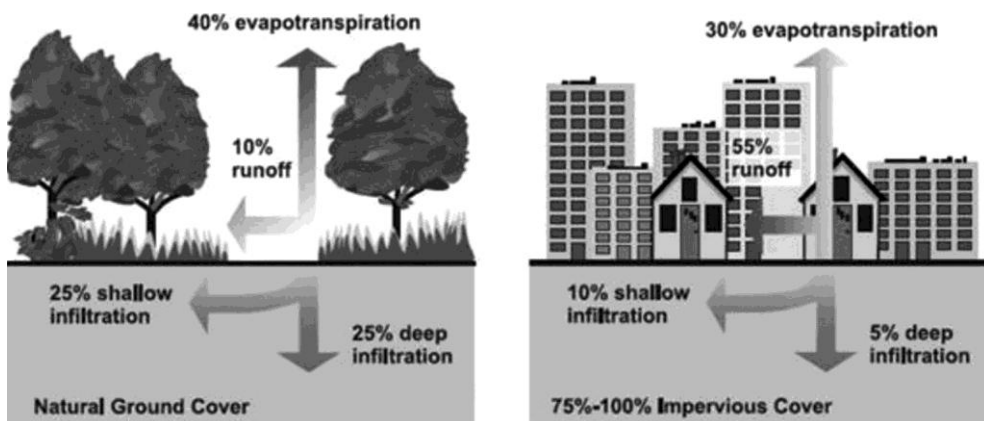 40% evapotranspiration
10%
runoff
25% shallow
infiltration
25% deep
infiltration
Natural Ground Cover
30% evapotranspiration
55%
runoff
10% shallow
infiltration
5% deep
infiltration
75%-100% Impervious Cover